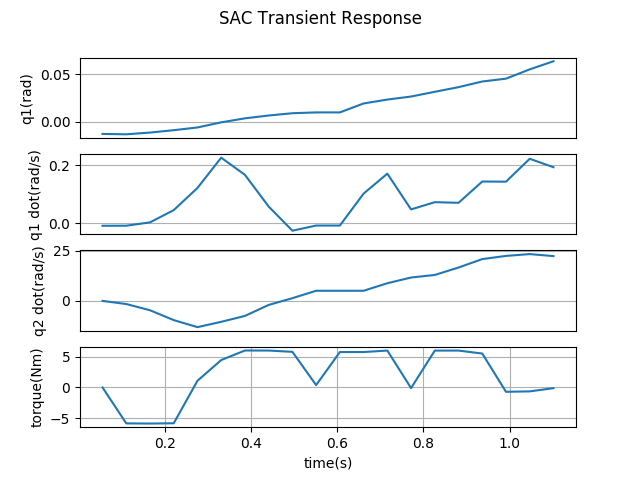 SAC Transient Response
q1(rad)
0.05
0.00
q1 dot(rad/s)
0.2
0.0
q2 dot(rad/s)
25
0
torque(Nm)
5
0
−5
0.2 0.4 0.6 0.8 1.0
time(s)